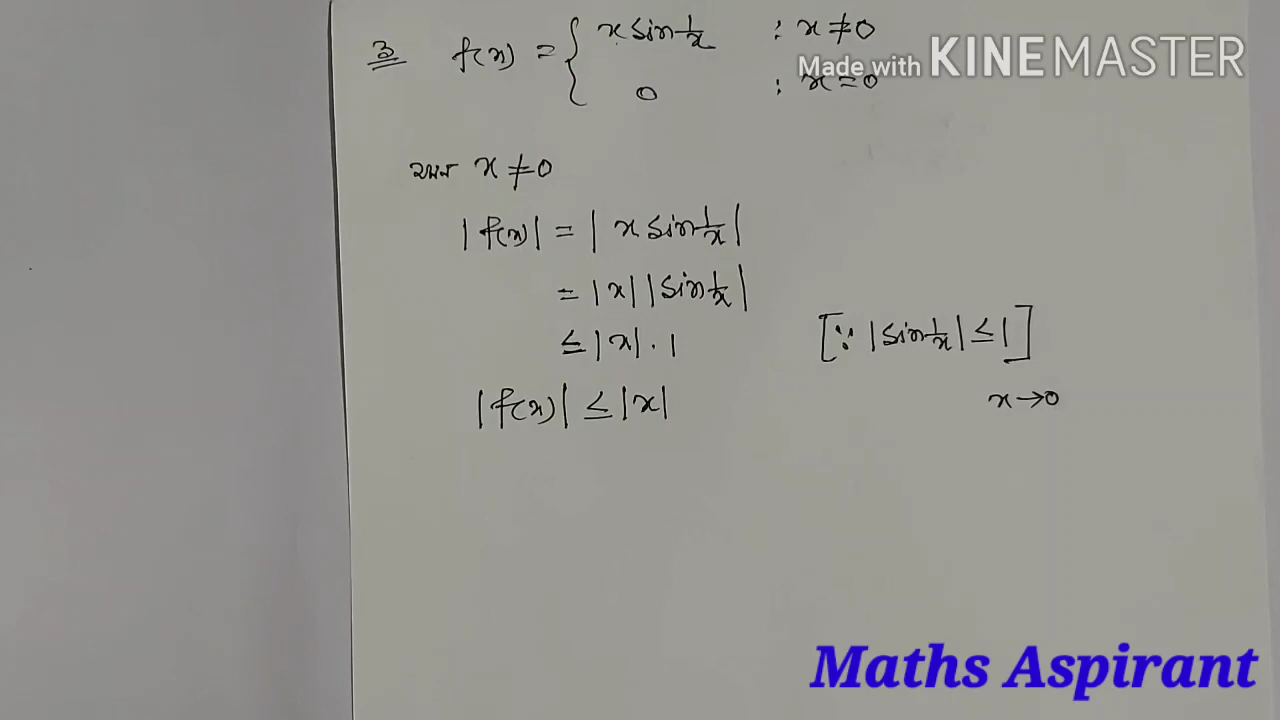 3 f(x) = { x sin 1/x : x ≠ 0
0 : x = 0
Made with KINEMASTER
যখন x ≠ 0
|f(x)| = | x sin 1/x |
= |x| |sin 1/x|
≤ |x| . 1 [∵ |sin 1/x| ≤ 1]
|f(x)| ≤ |x| x → 0
Maths Aspirant